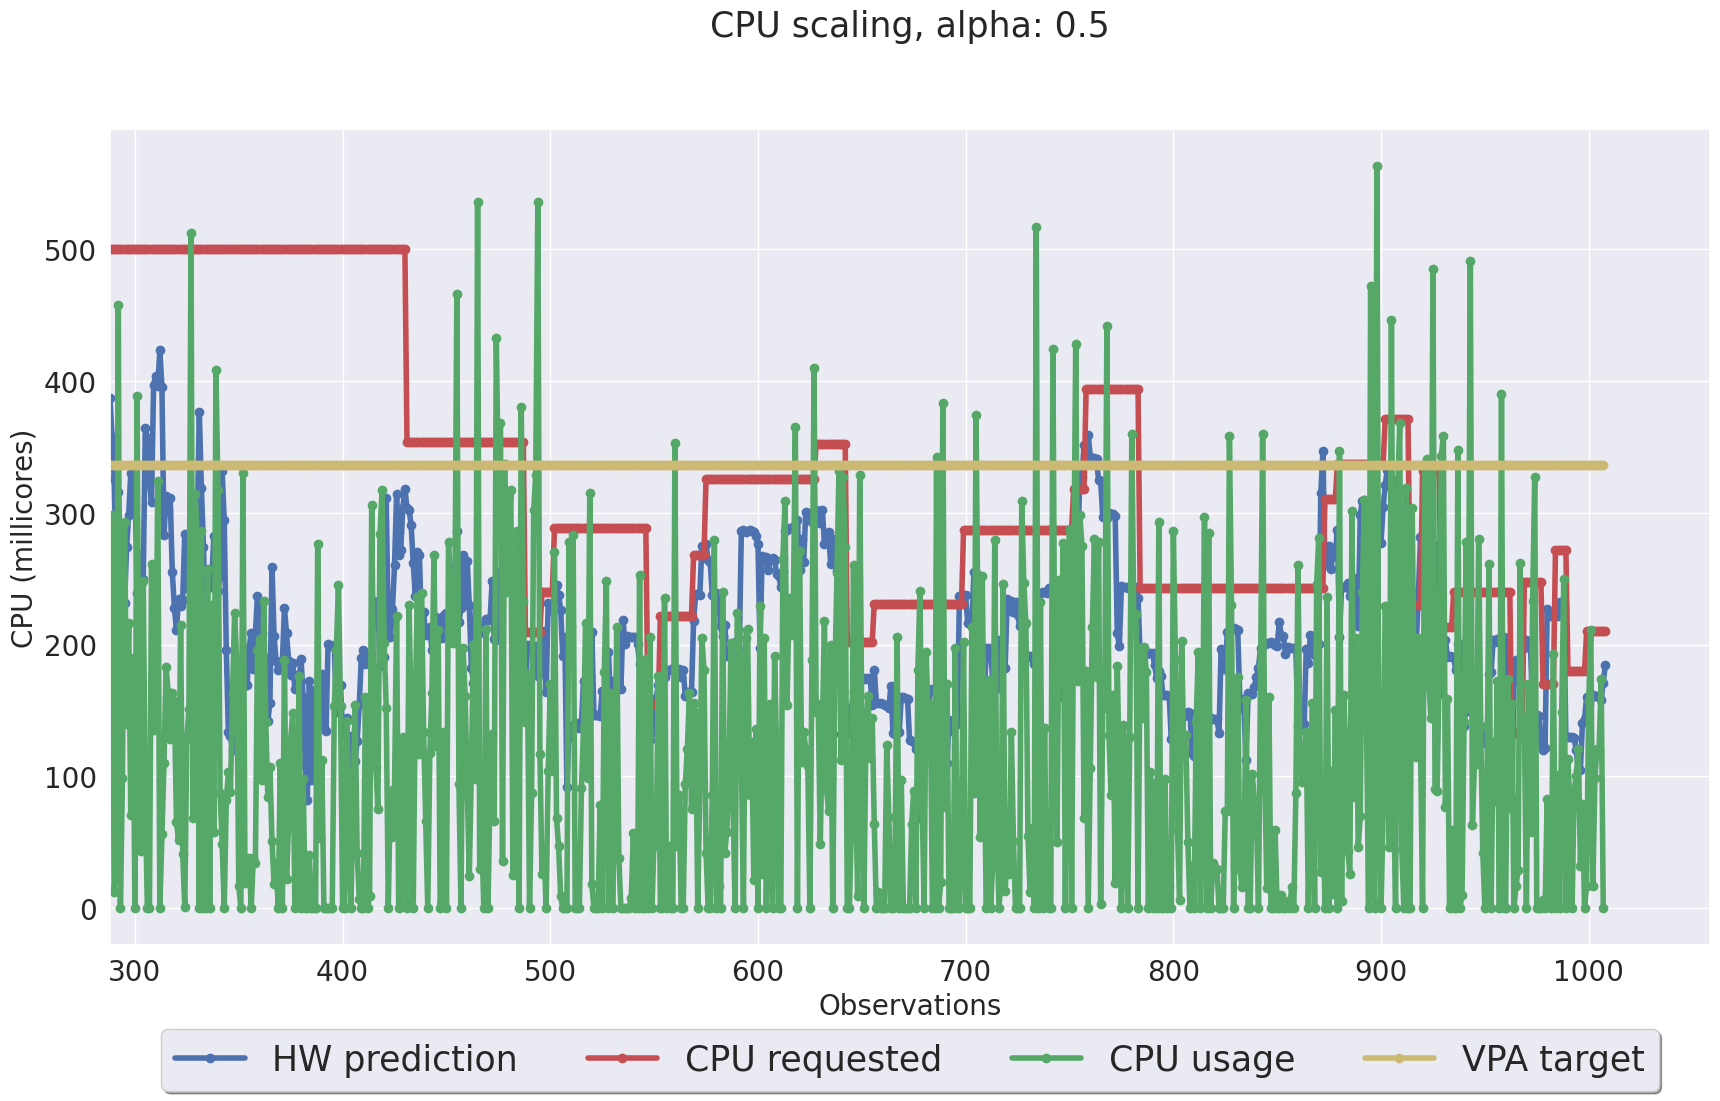 CPU scaling, alpha: 0.5
CPU (millicores)
500
400
300
200
100
0
300 400 500 600 700 800 900 1000
Observations
HW prediction CPU requested CPU usage VPA target